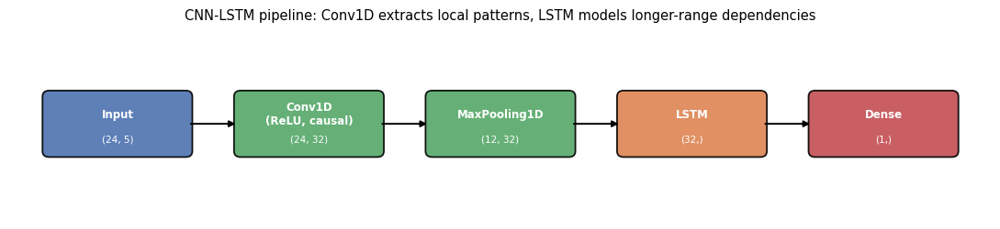 CNN-LSTM pipeline: Conv1D extracts local patterns, LSTM models longer-range dependencies
Input
(24, 5)
Conv1D
(ReLU, causal)
(24, 32)
MaxPooling1D
(12, 32)
LSTM
(32,)
Dense
(1,)